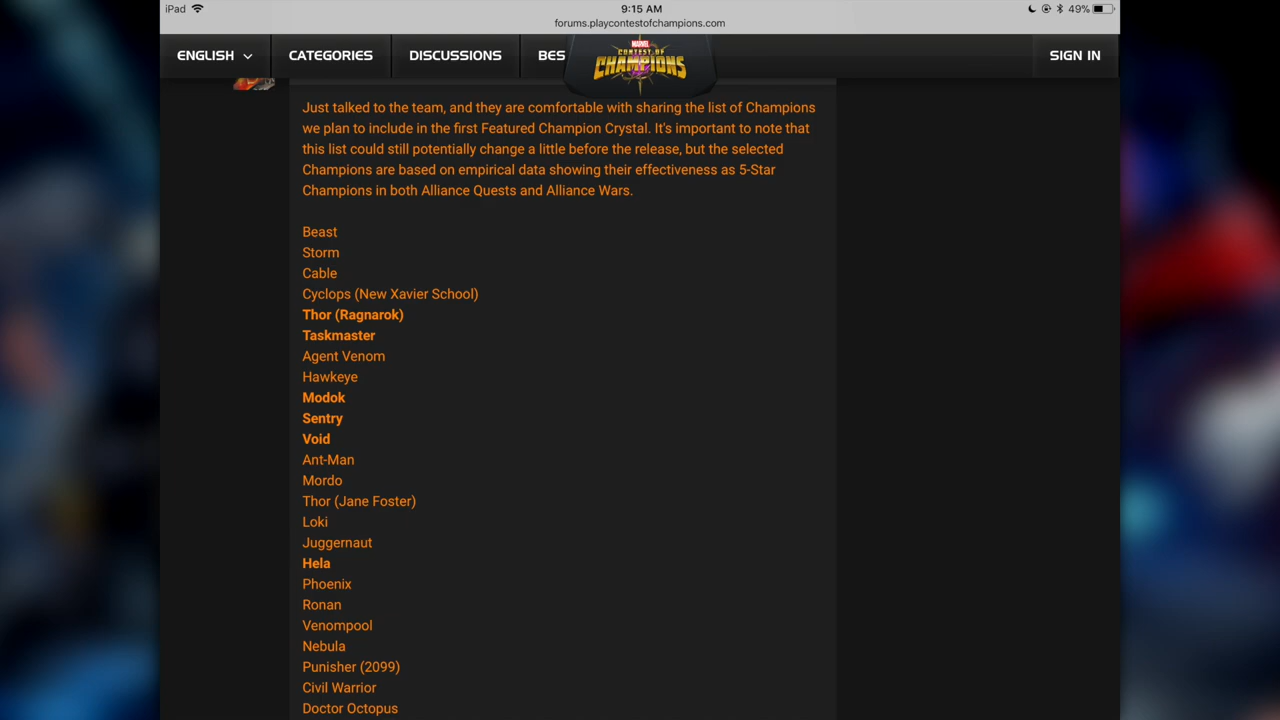 iPad 9:15 AM 49%
forums.playcontestofchampions.com
ENGLISH CATEGORIES DISCUSSIONS BES MARVEL CONTEST OF CHAMPIONS SIGN IN
Just talked to the team, and they are comfortable with sharing the list of Champions
we plan to include in the first Featured Champion Crystal. It's important to note that
this list could still potentially change a little before the release, but the selected
Champions are based on empirical data showing their effectiveness as 5-Star
Champions in both Alliance Quests and Alliance Wars.
Beast
Storm
Cable
Cyclops (New Xavier School)
Thor (Ragnarok)
Taskmaster
Agent Venom
Hawkeye
Modok
Sentry
Void
Ant-Man
Mordo
Thor (Jane Foster)
Loki
Juggernaut
Hela
Phoenix
Ronan
Venompool
Nebula
Punisher (2099)
Civil Warrior
Doctor Octopus